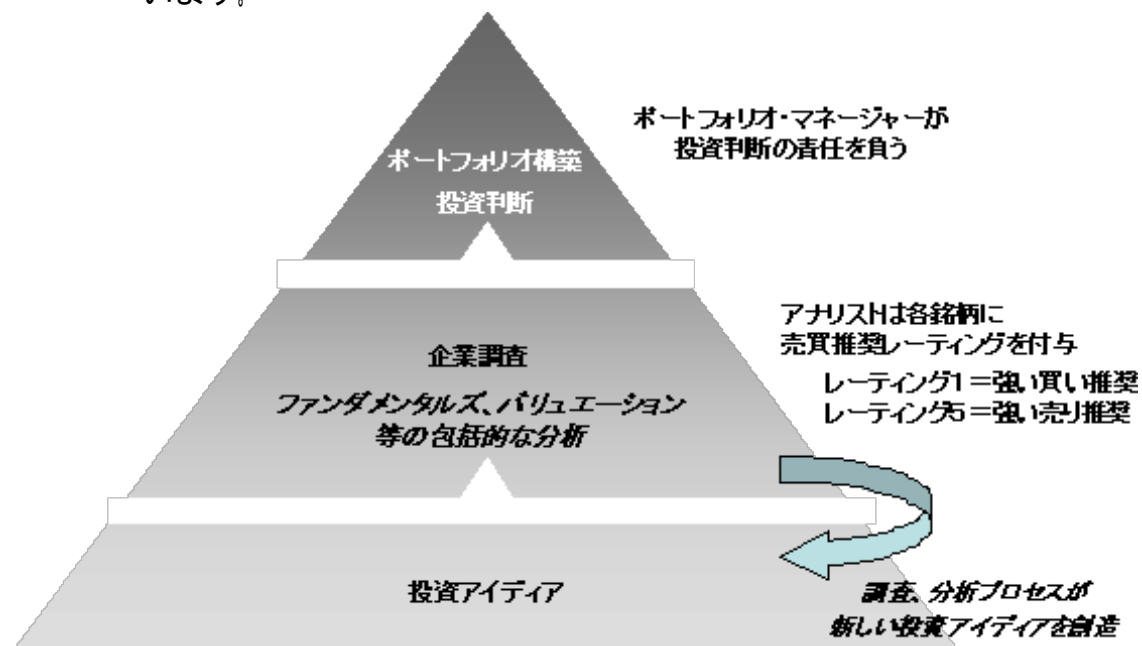 います。
ポートフォリオ・マネージャーが
投資判断の責任を負う
ポートフォリオ構築
投資判断
アナリストは各銘柄に
売買推奨レーティングを付与
レーティング1=強い買い推奨
レーティング5=強い売り推奨
企業調査
ファンダメンタルズ、バリュエーション
等の包括的な分析
投資アイディア
調査、分析プロセスが
新しい投資アイディアを創造